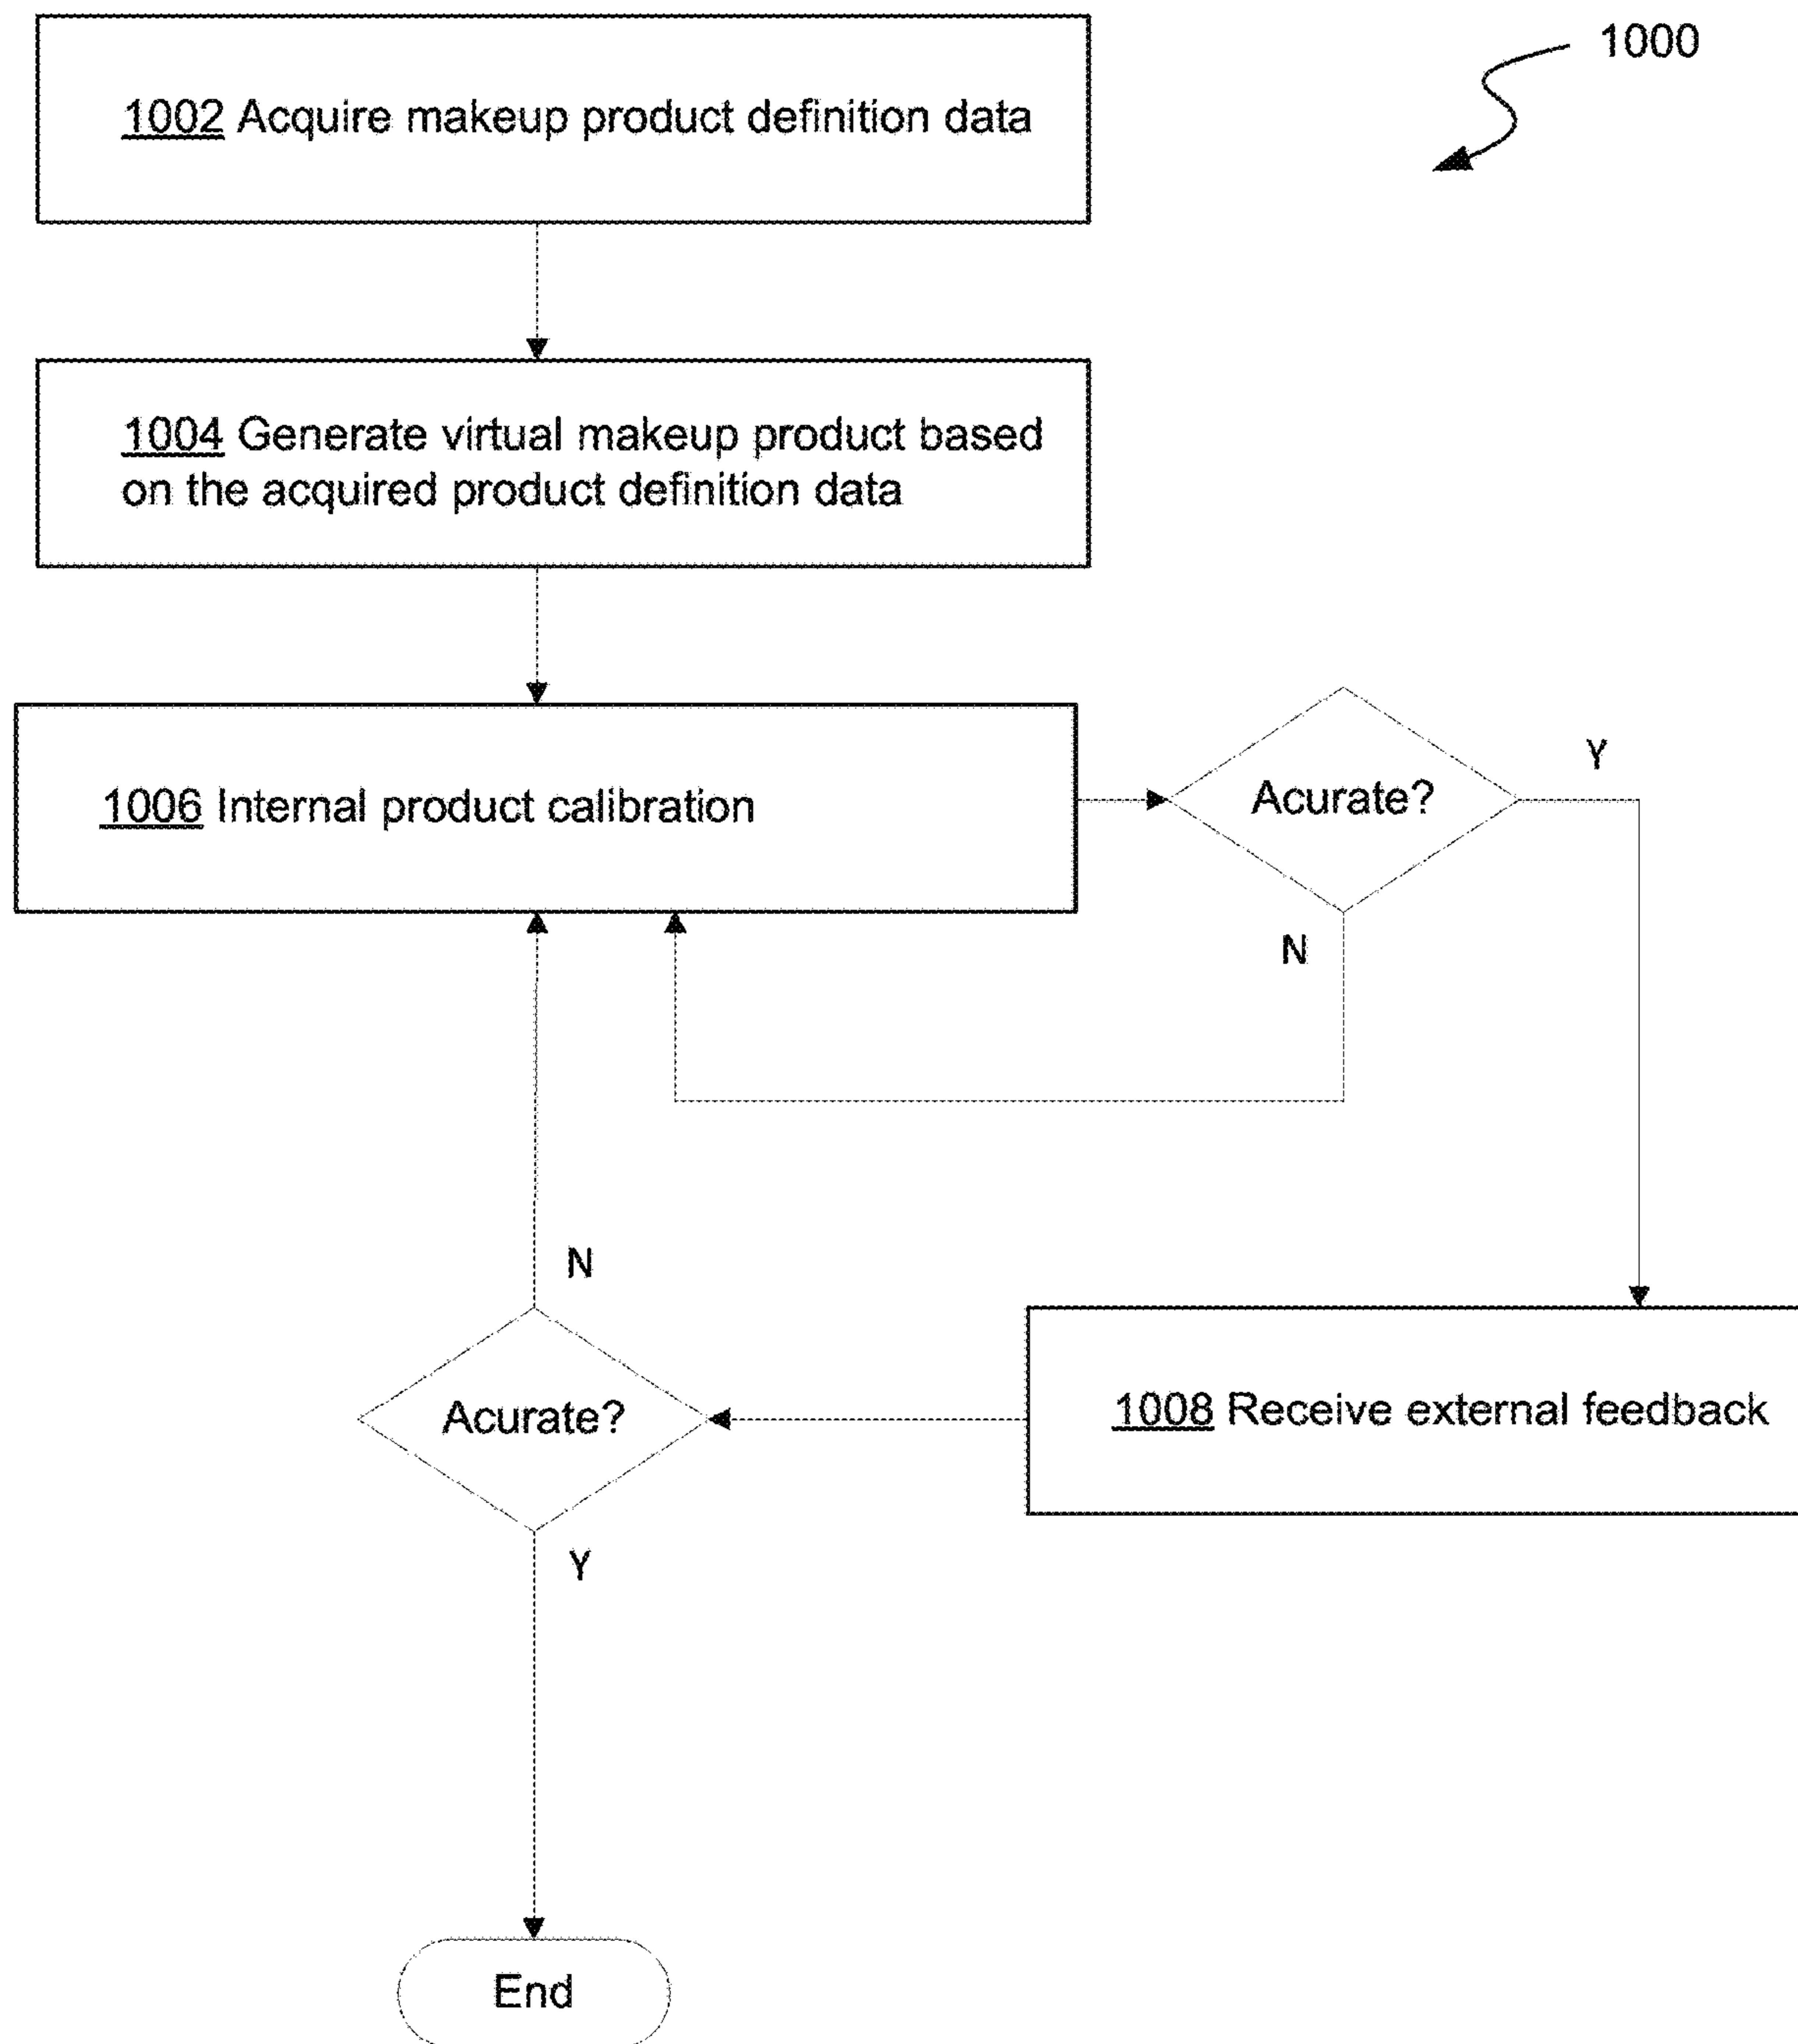 1000
1002 Acquire makeup product definition data
1004 Generate virtual makeup product based
on the acquired product definition data
1006 Internal product calibration
Acurate?
Y
N
N
Acurate?
1008 Receive external feedback
Y
End